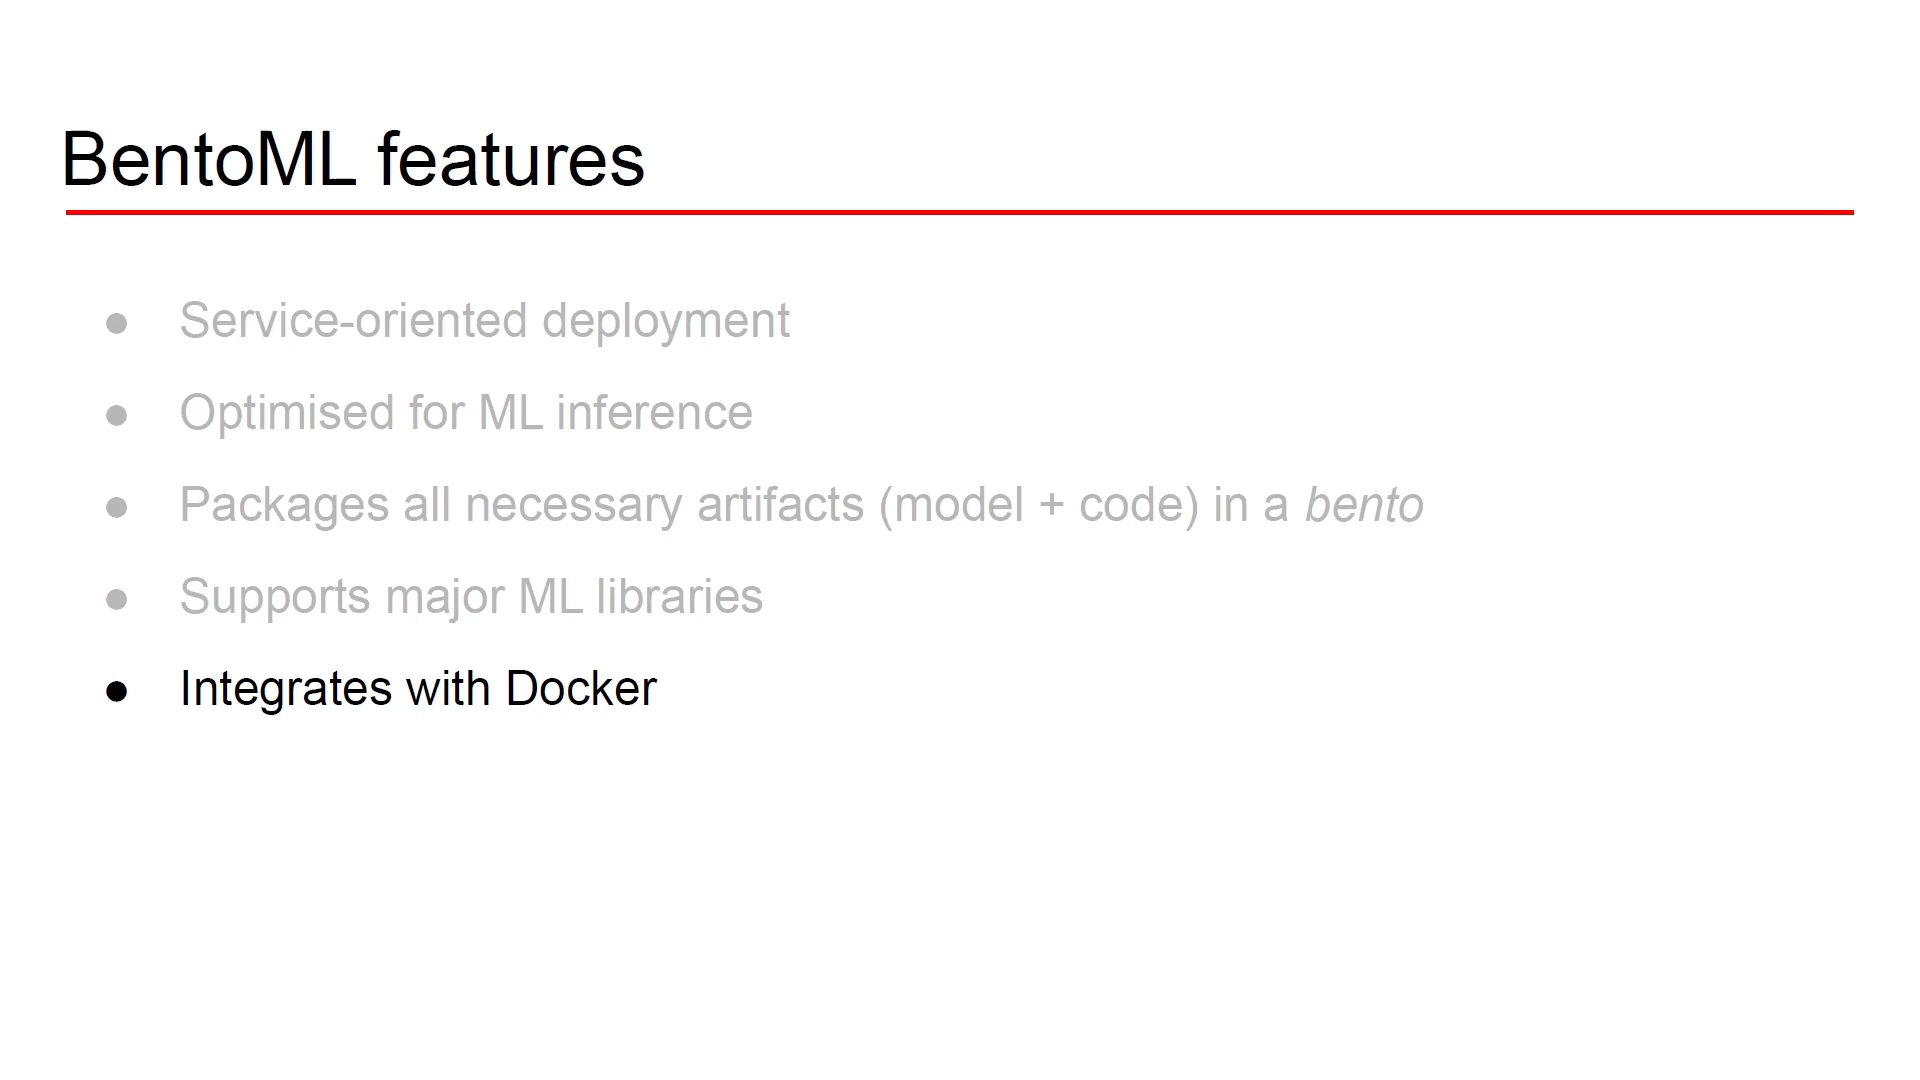 BentoML features
● Service-oriented deployment
● Optimised for ML inference
● Packages all necessary artifacts (model + code) in a bento
● Supports major ML libraries
● Integrates with Docker